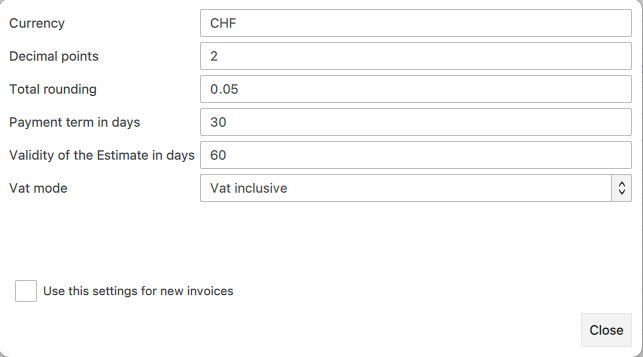 Currency CHF
Decimal points 2
Total rounding 0.05
Payment term in days 30
Validity of the Estimate in days 60
Vat mode Vat inclusive
Use this settings for new invoices
Close